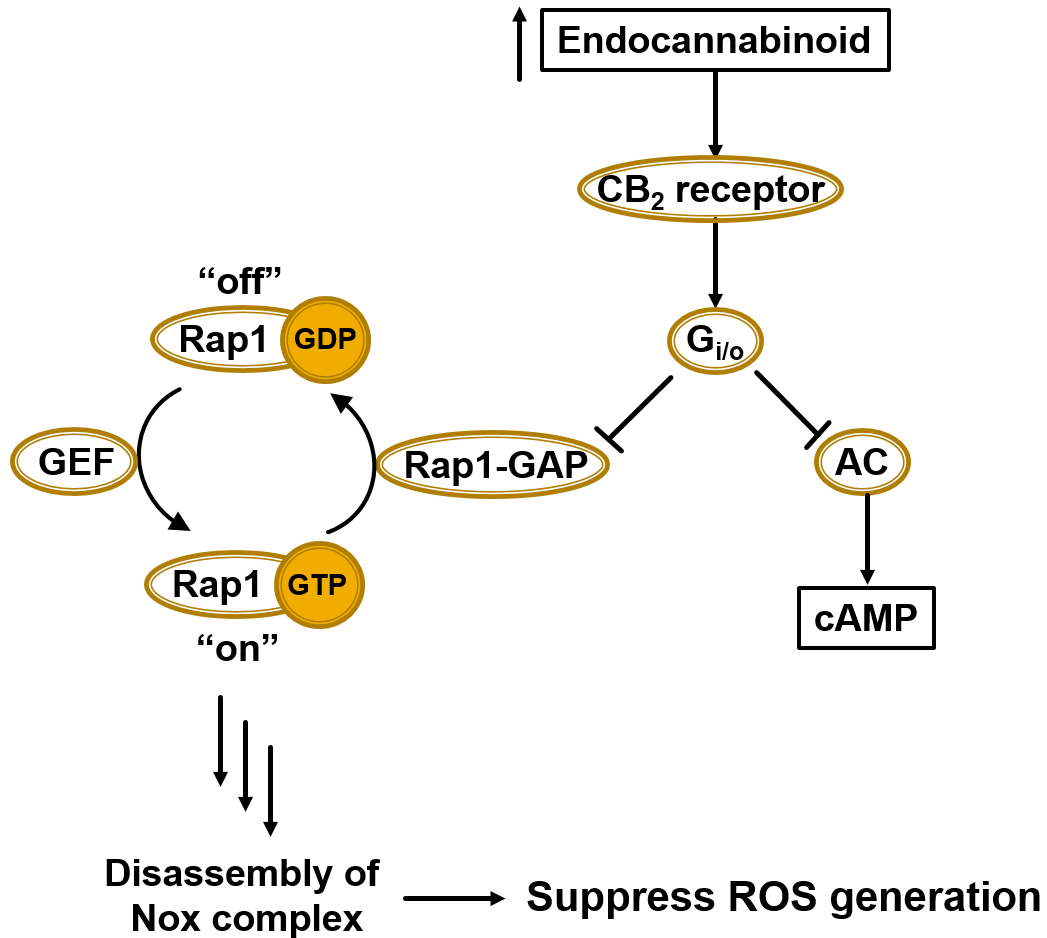 Endocannabinoid
CB₂ receptor
“off”
Rap1 GDP
Gi/o
GEF
Rap1-GAP
AC
Rap1 GTP
cAMP
“on”
Disassembly of
Nox complex
Suppress ROS generation